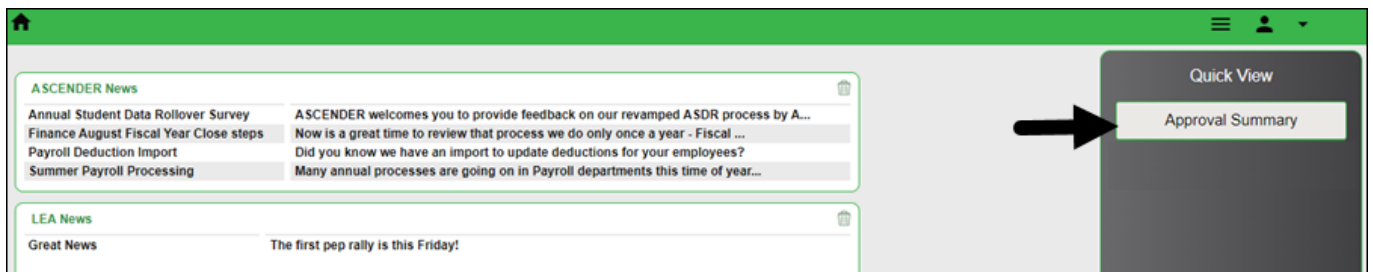 ASCENDER News
Annual Student Data Rollover Survey ASCENDER welcomes you to provide feedback on our revamped ASDR process by A...
Finance August Fiscal Year Close steps Now is a great time to review that process we do only once a year - Fiscal ...
Payroll Deduction Import Did you know we have an import to update deductions for your employees?
Summer Payroll Processing Many annual processes are going on in Payroll departments this time of year...
LEA News
Great News The first pep rally is this Friday!
Quick View
Approval Summary